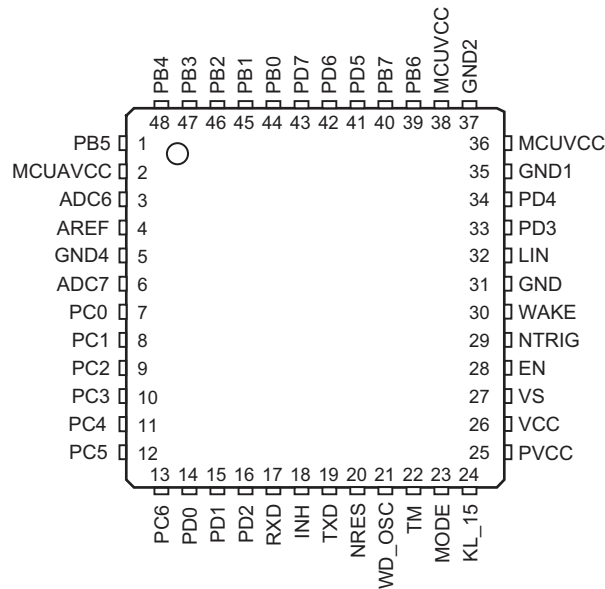 PB4 PB3 PB2 PB1 PB0 PD7 PD6 PD5 PB7 PB6 MCUVCC GND2
48 47 46 45 44 43 42 41 40 39 38 37
PB5 1 36 MCUVCC
MCUAVCC 2 35 GND1
ADC6 3 34 PD4
AREF 4 33 PD3
GND4 5 32 LIN
ADC7 6 31 GND
PC0 7 30 WAKE
PC1 8 29 NTRIG
PC2 9 28 EN
PC3 10 27 VS
PC4 11 26 VCC
PC5 12 25 PVCC
13 14 15 16 17 18 19 20 21 22 23 24
PC6 PD0 PD1 PD2 RXD INH TXD NRES WD_OSC TM MODE KL_15